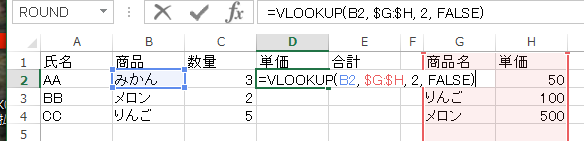 ROUND =VLOOKUP(B2, $G:$H, 2, FALSE)
A B C D E F G H
1 氏名 商品 数量 単価 合計 商品名 単価
2 AA みかん 3 =VLOOKUP(B2, $G:$H, 2, FALSE) 50
3 BB メロン 2 りんご 100
4 CC りんご 5 メロン 500